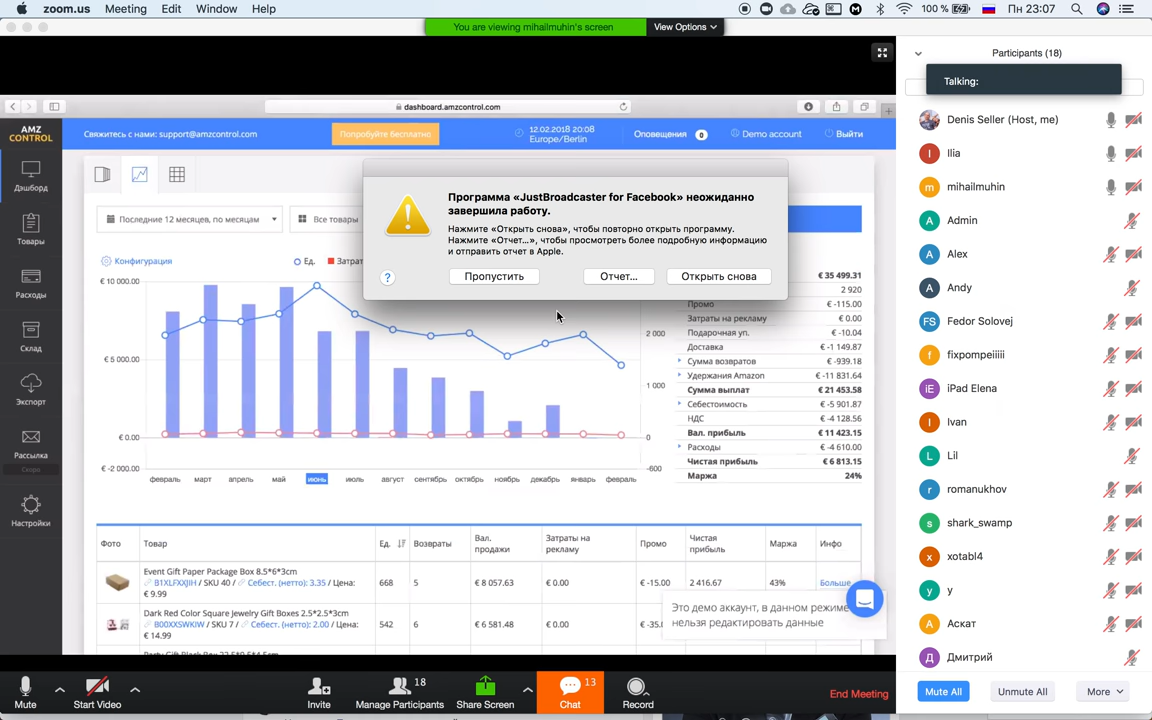 zoom.us Meeting Edit Window Help
100 % Пн 23:07
You are viewing mihailmuhin's screen View Options
Participants (18)
Talking:
dashboard.amzcontrol.com
AMZ
CONTROL
Свяжитесь с нами: support@amzcontrol.com
Попробуйте бесплатно
12.02.2018 20:08
Europe/Berlin
Оповещения 0
Demo account
Выйти
Дэшборд
Товары
Расходы
Склад
Экспорт
Рассылка
Скоро
Настройки
Последние 12 месяцев, по месяцам
Все товары
Программа «JustBroadcaster for Facebook» неожиданно
завершила работу.
Нажмите «Открыть снова», чтобы повторно открыть программу.
Нажмите «Отчет...», чтобы просмотреть более подробную информацию
и отправить отчет в Apple.
?
Пропустить
Отчет...
Открыть снова
Конфигурация
Ед. Затрат
€ 10 000.00
€ 5 000.00
€ 0.00
€ -2 000.00
2 000
1 000
0
-600
февраль март апрель май июнь июль август сентябрь октябрь ноябрь декабрь январь февраль
€ 35 499.31
2 920
Промо € -115.00
Затраты на рекламу € 0.00
Подарочная уп. € -10.04
Доставка € -1 149.87
Сумма возвратов € -939.18
Удержания Amazon € -11 831.64
Сумма выплат € 21 453.58
Себестоимость € -5 901.87
НДС € -4 128.56
Вал. прибыль € 11 423.15
Расходы € -4 610.00
Чистая прибыль € 6 813.15
Маржа 24%
Фото Товар Ед. Возвраты Вал. продажи Затраты на рекламу Промо Чистая прибыль Маржа Инфо
Event Gift Paper Package Box 8.5*6*3cm
B1XLFXXJIH / SKU 40 / Себест. (нетто): 3.35 / Цена:
€ 9.99
668 5 € 8 057.63 € 0.00 € -15.00 2 416.67 43% Больше
Dark Red Color Square Jewelry Gift Boxes 2.5*2.5*3cm
B00XXSWKIW / SKU 7 / Себест. (нетто): 2.00 / Цена:
€ 14.99
542 6 € 6 581.48 € 0.00 € -35.
Это демо аккаунт, в данном режиме
нельзя редактировать данные
Denis Seller (Host, me)
I Ilia
m mihailmuhin
A Admin
A Alex
A Andy
FS Fedor Solovej
f fixpompeiiiii
iE iPad Elena
I Ivan
L Lil
r romanukhov
s shark_swamp
x xotabl4
y y
А Аскат
Д Дмитрий
Mute
Start Video
Invite
18
Manage Participants
Share Screen
13
Chat
Record
End Meeting
Mute All
Unmute All
More